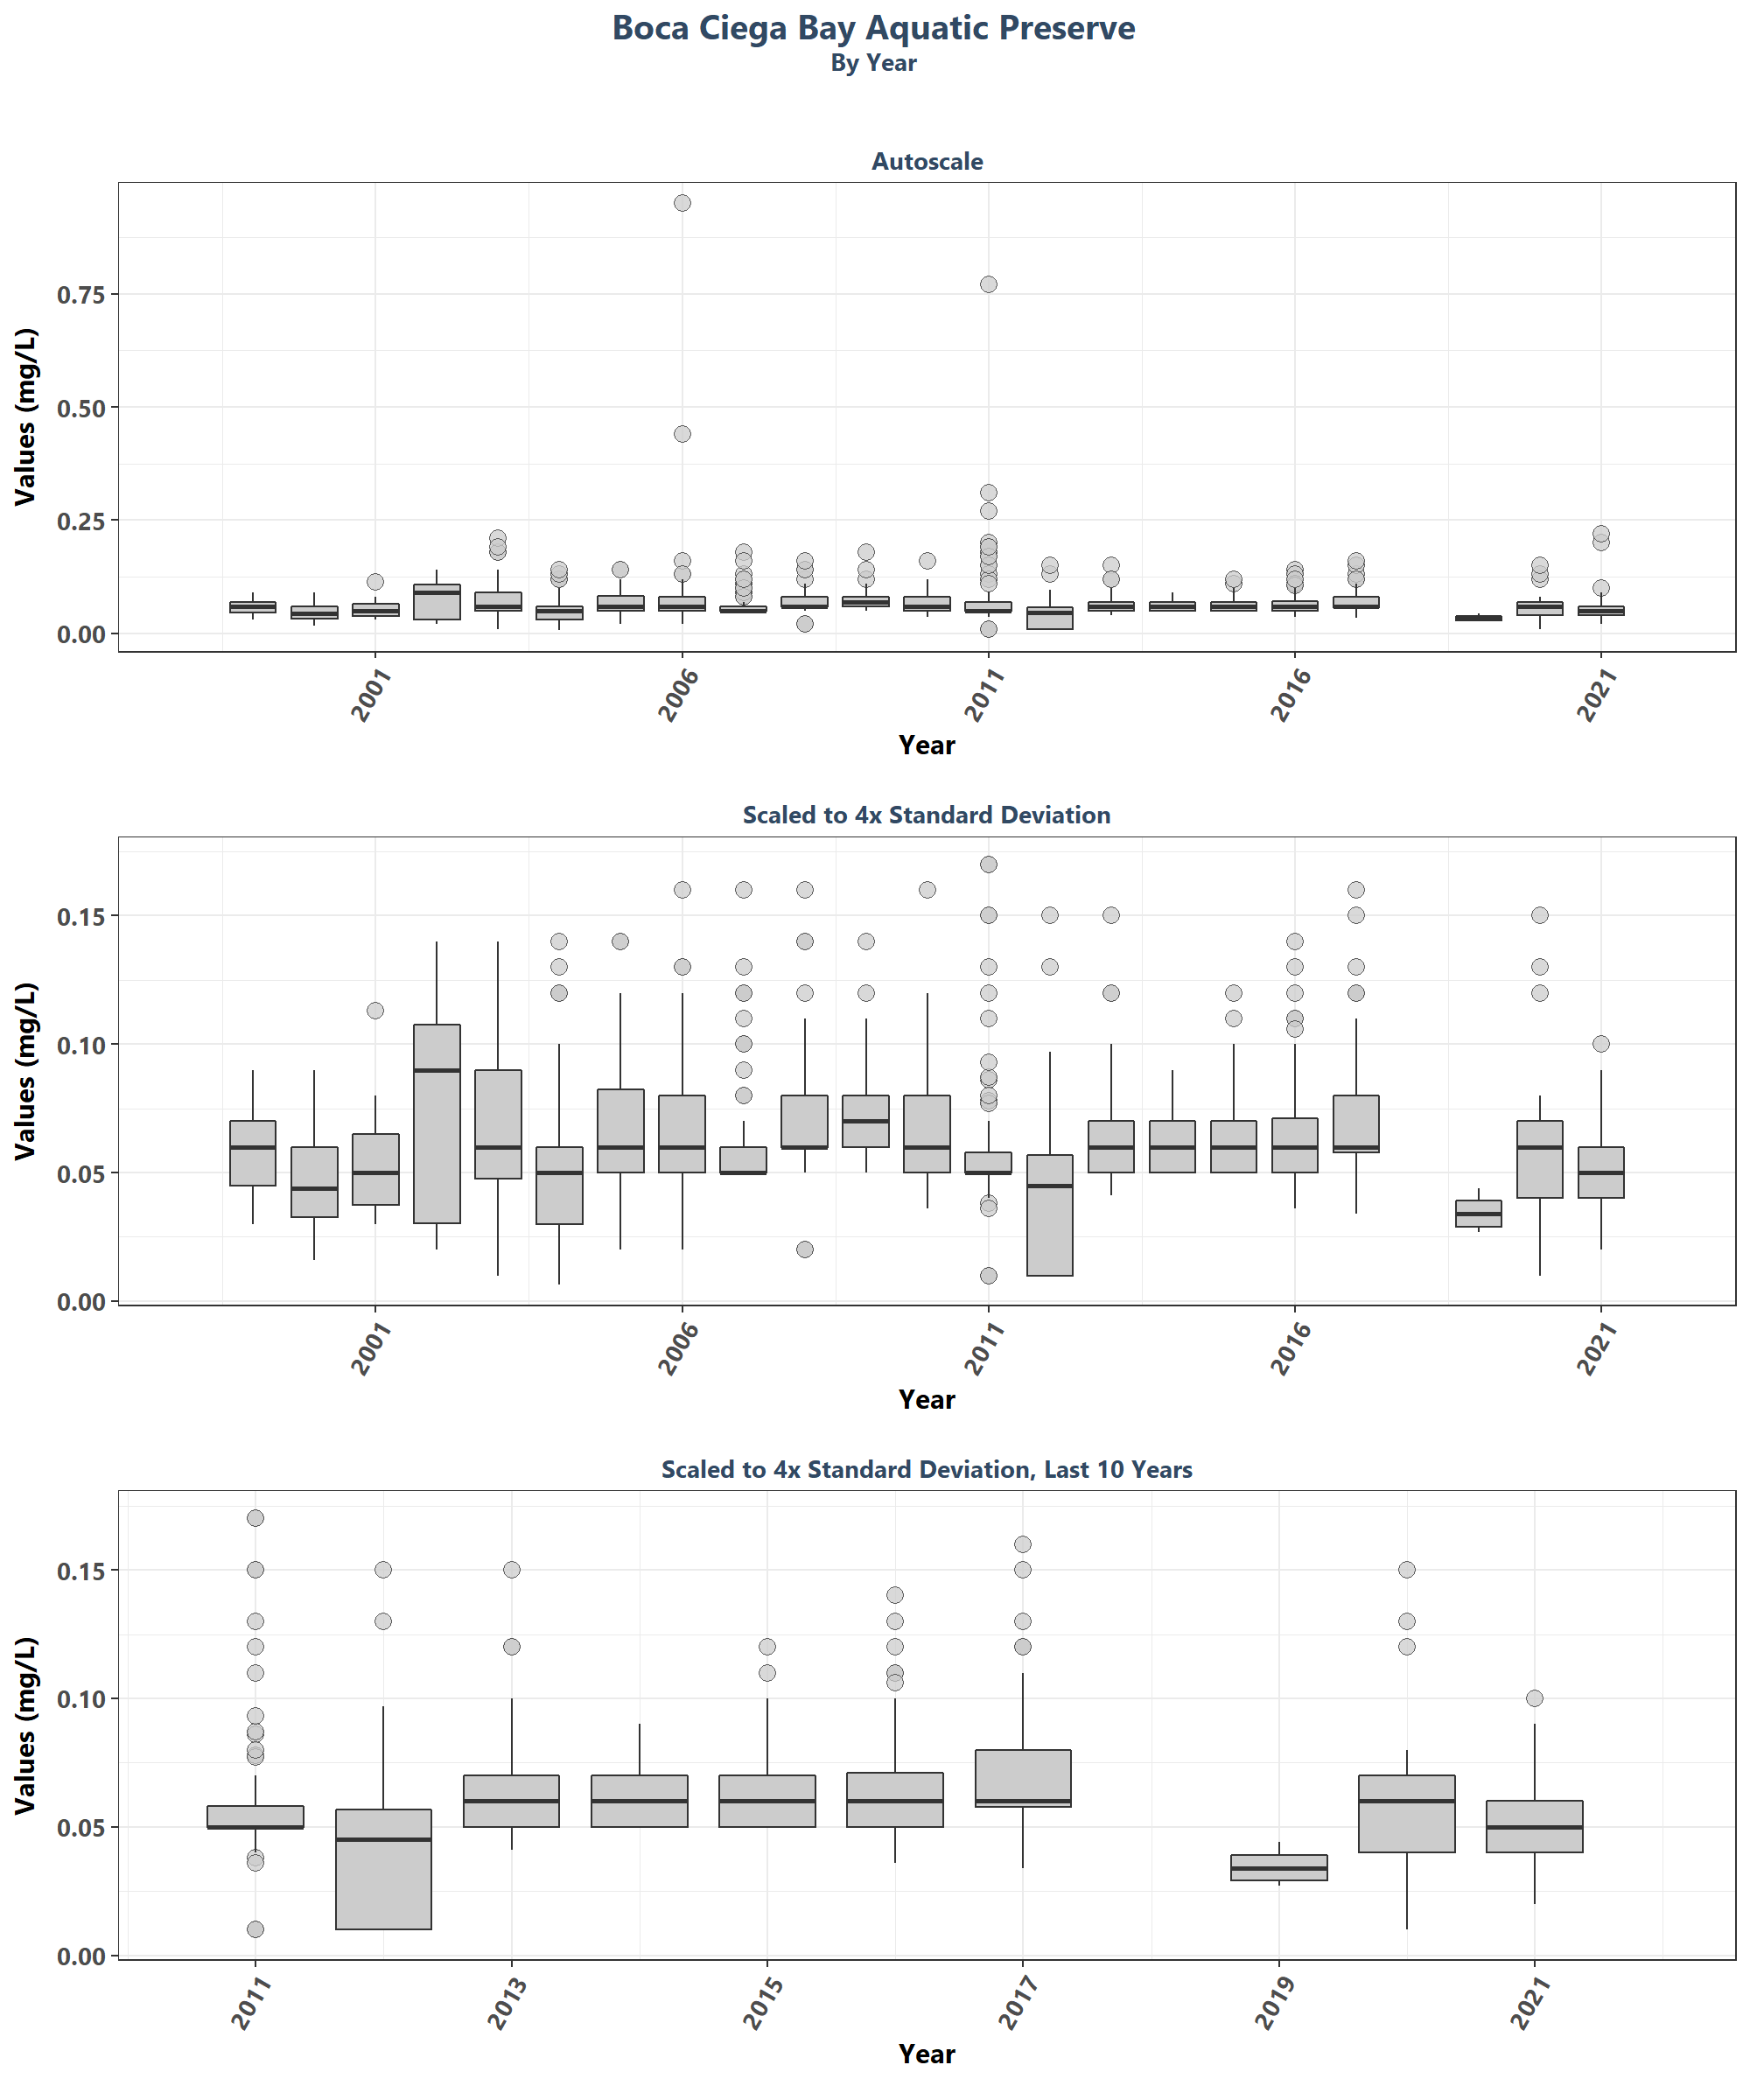 Boca Ciega Bay Aquatic Preserve
By Year
Autoscale
Values (mg/L)
0.75
0.50
0.25
0.00
2001 2006 2011 2016 2021
Year
Scaled to 4x Standard Deviation
Values (mg/L)
0.15
0.10
0.05
0.00
2001 2006 2011 2016 2021
Year
Scaled to 4x Standard Deviation, Last 10 Years
Values (mg/L)
0.15
0.10
0.05
0.00
2011 2013 2015 2017 2019 2021
Year